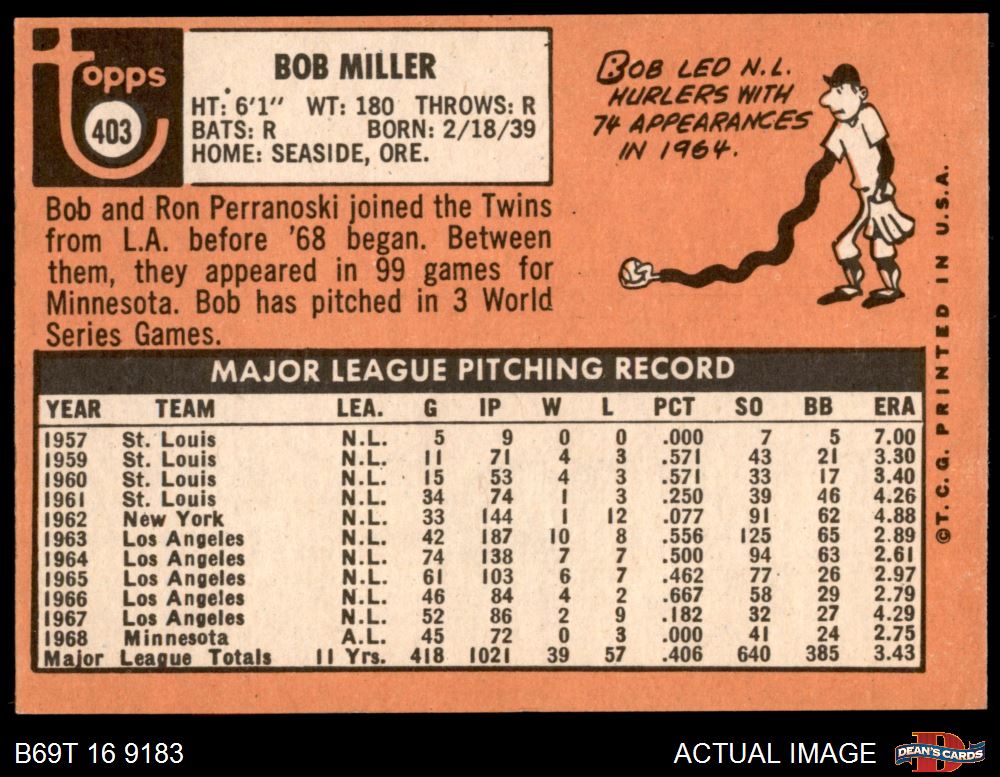 topps
403
BOB MILLER
HT: 6'1" WT: 180 THROWS: R
BATS: R BORN: 2/18/39
HOME: SEASIDE, ORE.
BOB LED N.L.
HURLERS WITH
74 APPEARANCES
IN 1964.
Bob and Ron Perranoski joined the Twins
from L.A. before '68 began. Between
them, they appeared in 99 games for
Minnesota. Bob has pitched in 3 World
Series Games.
MAJOR LEAGUE PITCHING RECORD
YEAR TEAM LEA. G IP W L PCT SO BB ERA
1957 St. Louis N.L. 5 9 0 0 .000 7 5 7.00
1959 St. Louis N.L. 11 71 4 3 .571 43 21 3.30
1960 St. Louis N.L. 15 53 4 3 .571 33 17 3.40
1961 St. Louis N.L. 34 74 1 3 .250 39 46 4.26
1962 New York N.L. 33 144 1 12 .077 91 62 4.88
1963 Los Angeles N.L. 42 187 10 8 .556 125 65 2.89
1964 Los Angeles N.L. 74 138 7 7 .500 94 63 2.61
1965 Los Angeles N.L. 61 103 6 7 .462 77 26 2.97
1966 Los Angeles N.L. 46 84 4 2 .667 58 29 2.79
1967 Los Angeles N.L. 52 86 2 9 .182 32 27 4.29
1968 Minnesota A.L. 45 72 0 3 .000 41 24 2.75
Major League Totals 11 Yrs. 418 1021 39 57 .406 640 385 3.43
©T.C.G. PRINTED IN U.S.A.
B69T 16 9183
ACTUAL IMAGE
D
DEAN'S CARDS